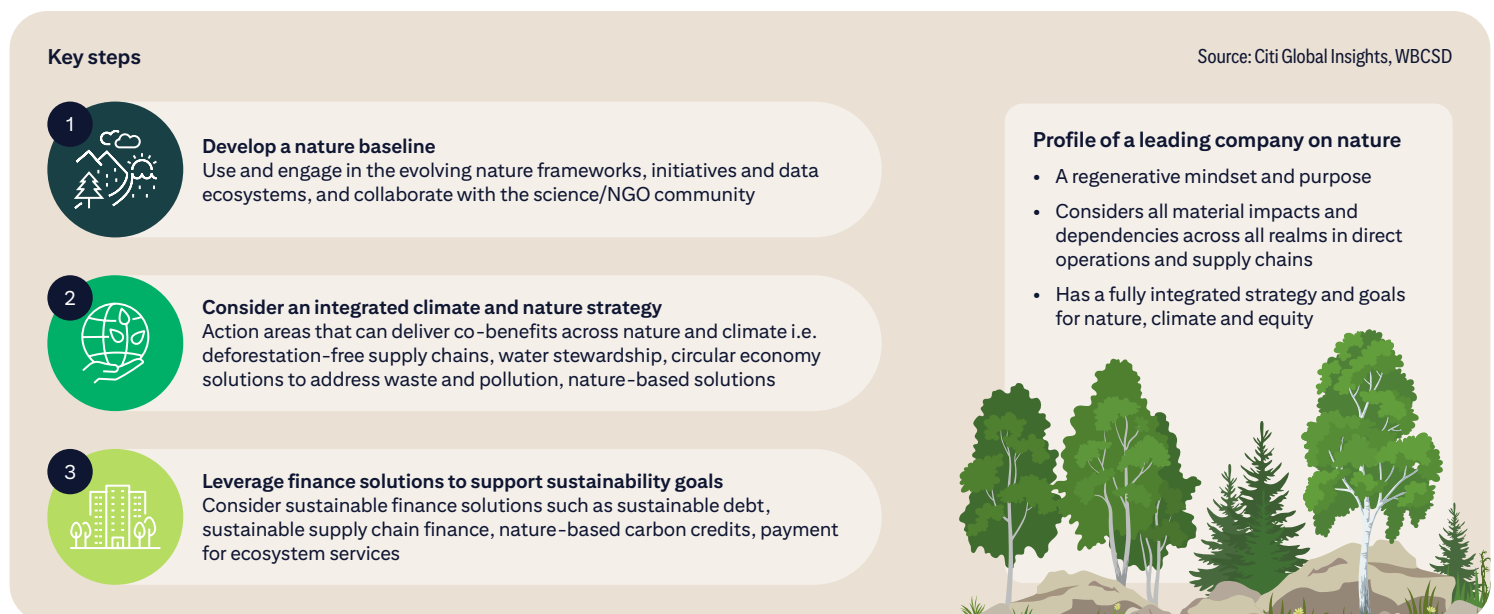 Key steps
Source: Citi Global Insights, WBCSD
1
Develop a nature baseline
Use and engage in the evolving nature frameworks, initiatives and data
ecosystems, and collaborate with the science/NGO community
2
Consider an integrated climate and nature strategy
Action areas that can deliver co-benefits across nature and climate i.e.
deforestation-free supply chains, water stewardship, circular economy
solutions to address waste and pollution, nature-based solutions
3
Leverage finance solutions to support sustainability goals
Consider sustainable finance solutions such as sustainable debt,
sustainable supply chain finance, nature-based carbon credits, payment
for ecosystem services
Profile of a leading company on nature
• A regenerative mindset and purpose
• Considers all material impacts and
dependencies across all realms in direct
operations and supply chains
• Has a fully integrated strategy and goals
for nature, climate and equity